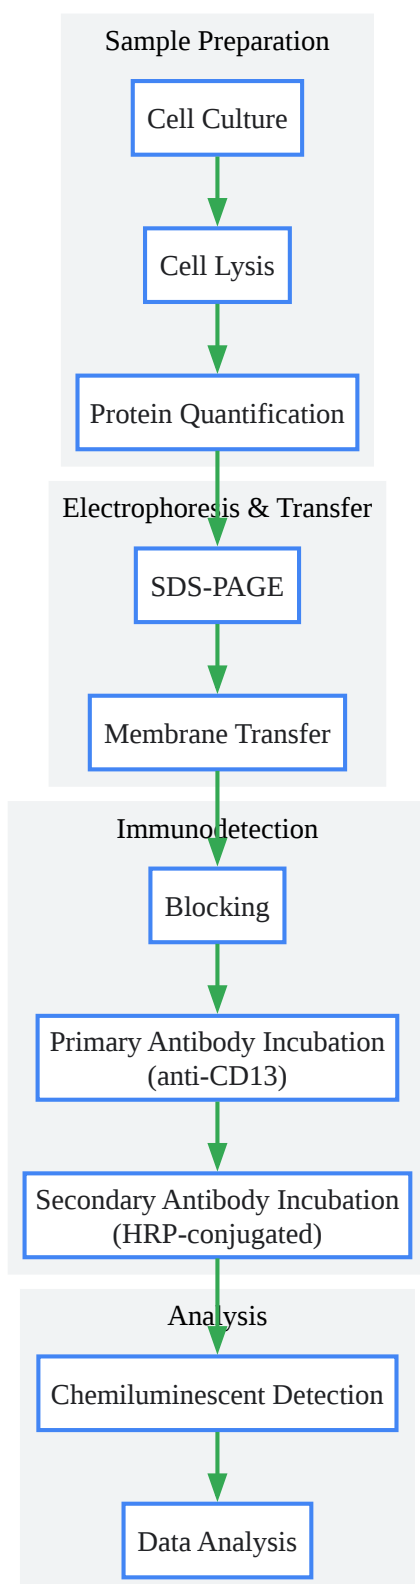 Sample Preparation
Cell Culture
Cell Lysis
Protein Quantification
Electrophoresis & Transfer
SDS-PAGE
Membrane Transfer
Immunodetection
Blocking
Primary Antibody Incubation
(anti-CD13)
Secondary Antibody Incubation
(HRP-conjugated)
Analysis
Chemiluminescent Detection
Data Analysis